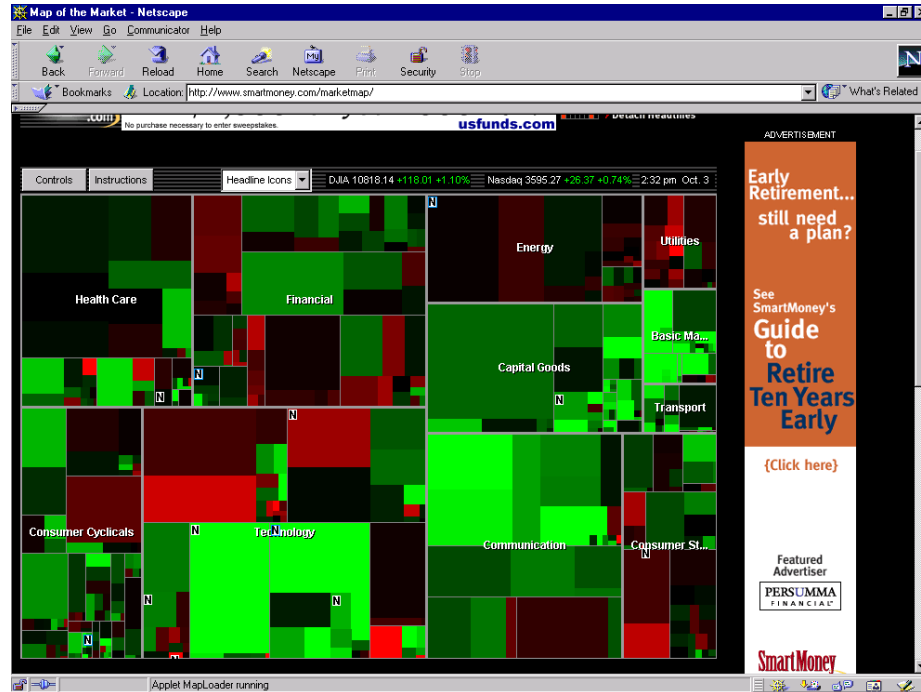 Map of the Market - Netscape
File Edit View Go Communicator Help
Back Forward Reload Home Search Netscape Print Security Stop
Bookmarks Location: http://www.smartmoney.com/marketmap/ What's Related
.com
No purchase necessary to enter sweepstakes.
usfunds.com
Detach Headlines
ADVERTISEMENT
Controls Instructions Headline Icons DJIA 10818.14 +118.01 +1.10% Nasdaq 3595.27 +26.37 +0.74% 2:32 pm Oct. 3
Health Care
Financial
Energy
Utilities
Capital Goods
Basic Ma...
Transport
Consumer Cyclicals
Technology
Communication
Consumer St...
N
N
N
N
N
N
N
N
N
N
N
Early
Retirement...
still need
a plan?
See
SmartMoney's
Guide
to
Retire
Ten Years
Early
{Click here}
Featured
Advertiser
PERSUMMA
FINANCIAL
SmartMoney
Applet MapLoader running